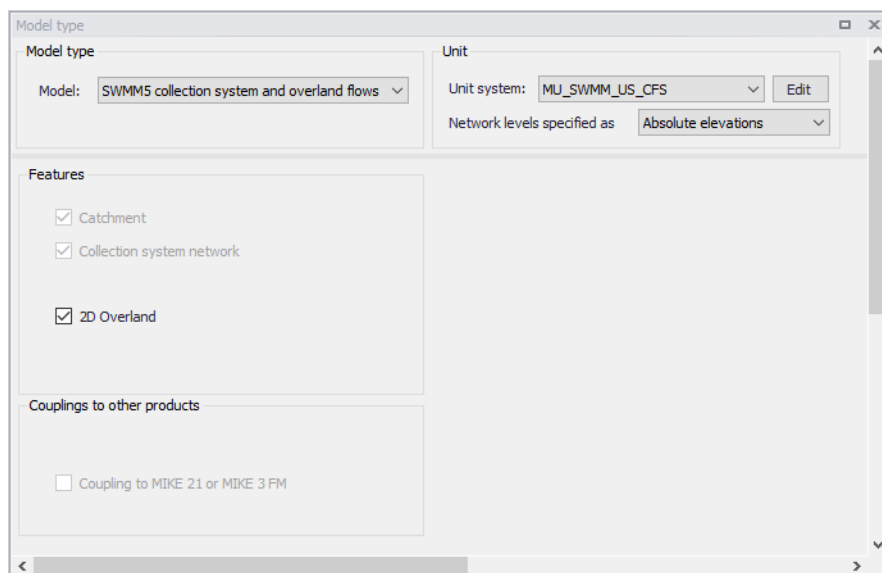 Model type
Model type
Model: SWMM5 collection system and overland flows
Unit
Unit system: MU_SWMM_US_CFS Edit
Network levels specified as Absolute elevations
Features
Catchment
Collection system network
2D Overland
Couplings to other products
Coupling to MIKE 21 or MIKE 3 FM